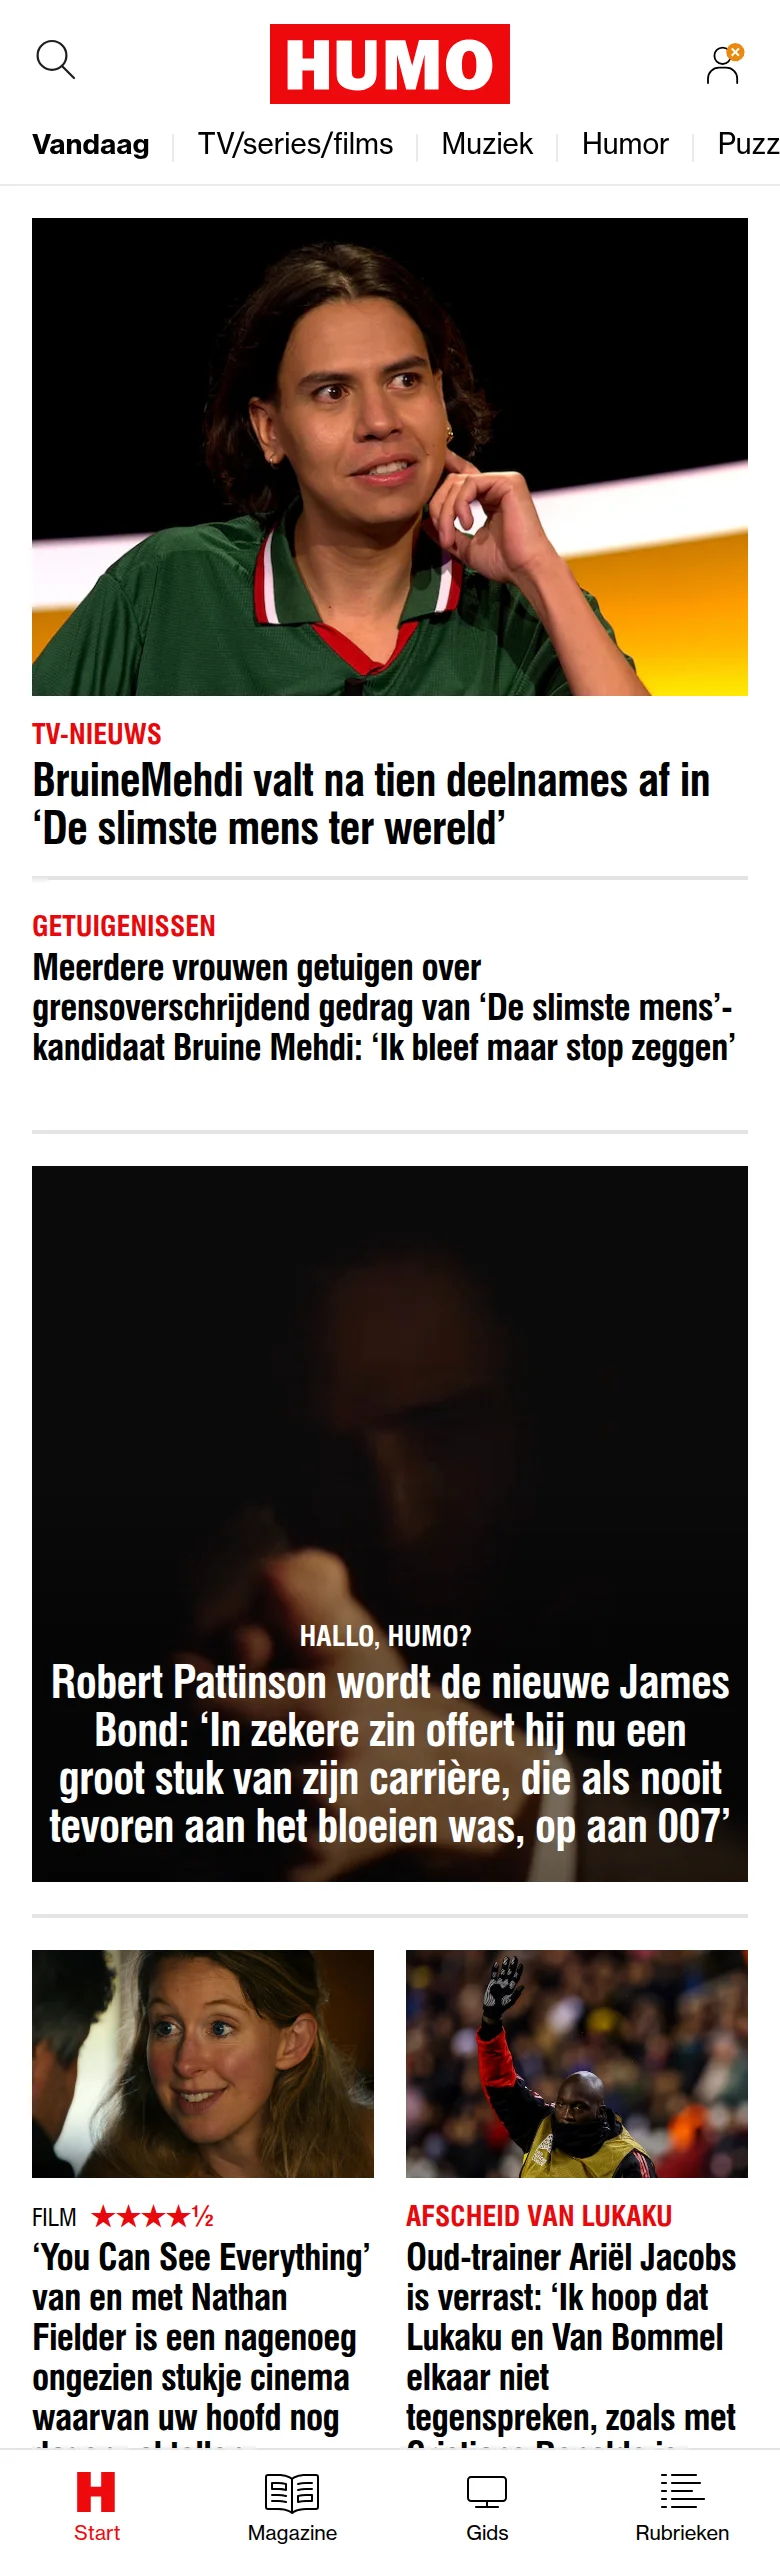 HUMO
Vandaag
TV/series/films
Muziek
Humor
Puzz
TV-NIEUWS
BruineMehdi valt na tien deelnames af in
‘De slimste mens ter wereld’
GETUIGENISSEN
Meerdere vrouwen getuigen over
grensoverschrijdend gedrag van ‘De slimste mens’-
kandidaat Bruine Mehdi: ‘Ik bleef maar stop zeggen’
HALLO, HUMO?
Robert Pattinson wordt de nieuwe James
Bond: ‘In zekere zin offert hij nu een
groot stuk van zijn carrière, die als nooit
tevoren aan het bloeien was, op aan 007’
FILM ★★★★½
‘You Can See Everything’
van en met Nathan
Fielder is een nagenoeg
ongezien stukje cinema
waarvan uw hoofd nog
AFSCHEID VAN LUKAKU
Oud-trainer Ariël Jacobs
is verrast: ‘Ik hoop dat
Lukaku en Van Bommel
elkaar niet
tegenspreken, zoals met
H
Start
Magazine
Gids
Rubrieken